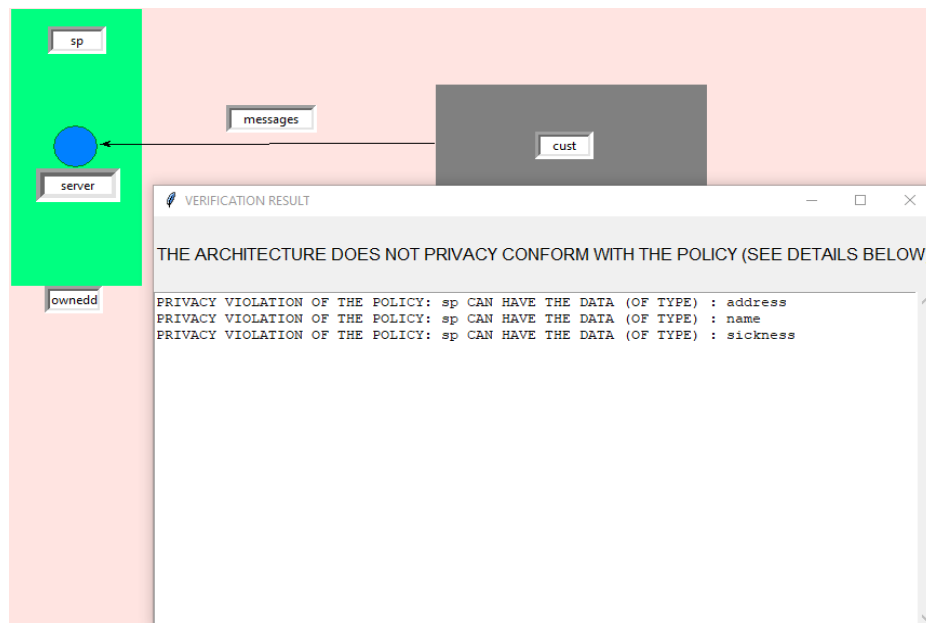 sp
messages
cust
server
VERIFICATION RESULT
THE ARCHITECTURE DOES NOT PRIVACY CONFORM WITH THE POLICY (SEE DETAILS BELOW
ownedd
PRIVACY VIOLATION OF THE POLICY: sp CAN HAVE THE DATA (OF TYPE) : address
PRIVACY VIOLATION OF THE POLICY: sp CAN HAVE THE DATA (OF TYPE) : name
PRIVACY VIOLATION OF THE POLICY: sp CAN HAVE THE DATA (OF TYPE) : sickness